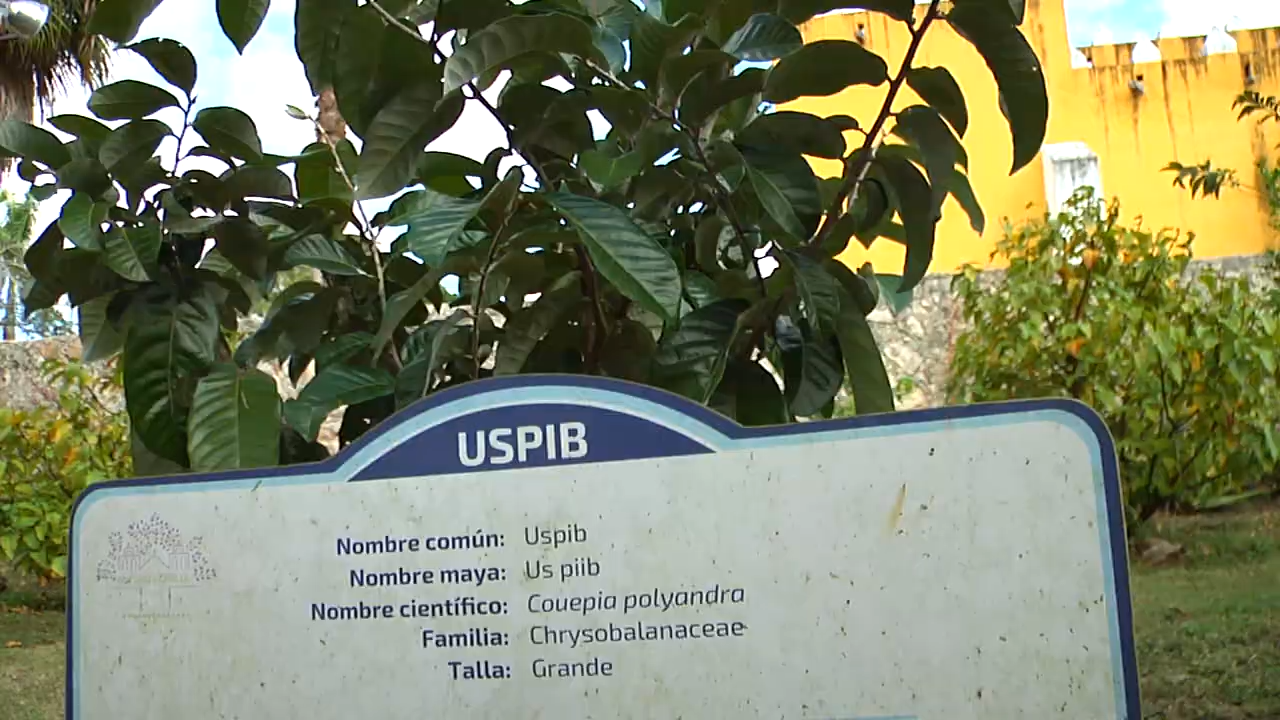 USPIB
Nombre común: Uspib
Nombre maya: Us piib
Nombre científico: Couepia polyandra
Familia: Chrysobalanaceae
Talla: Grande